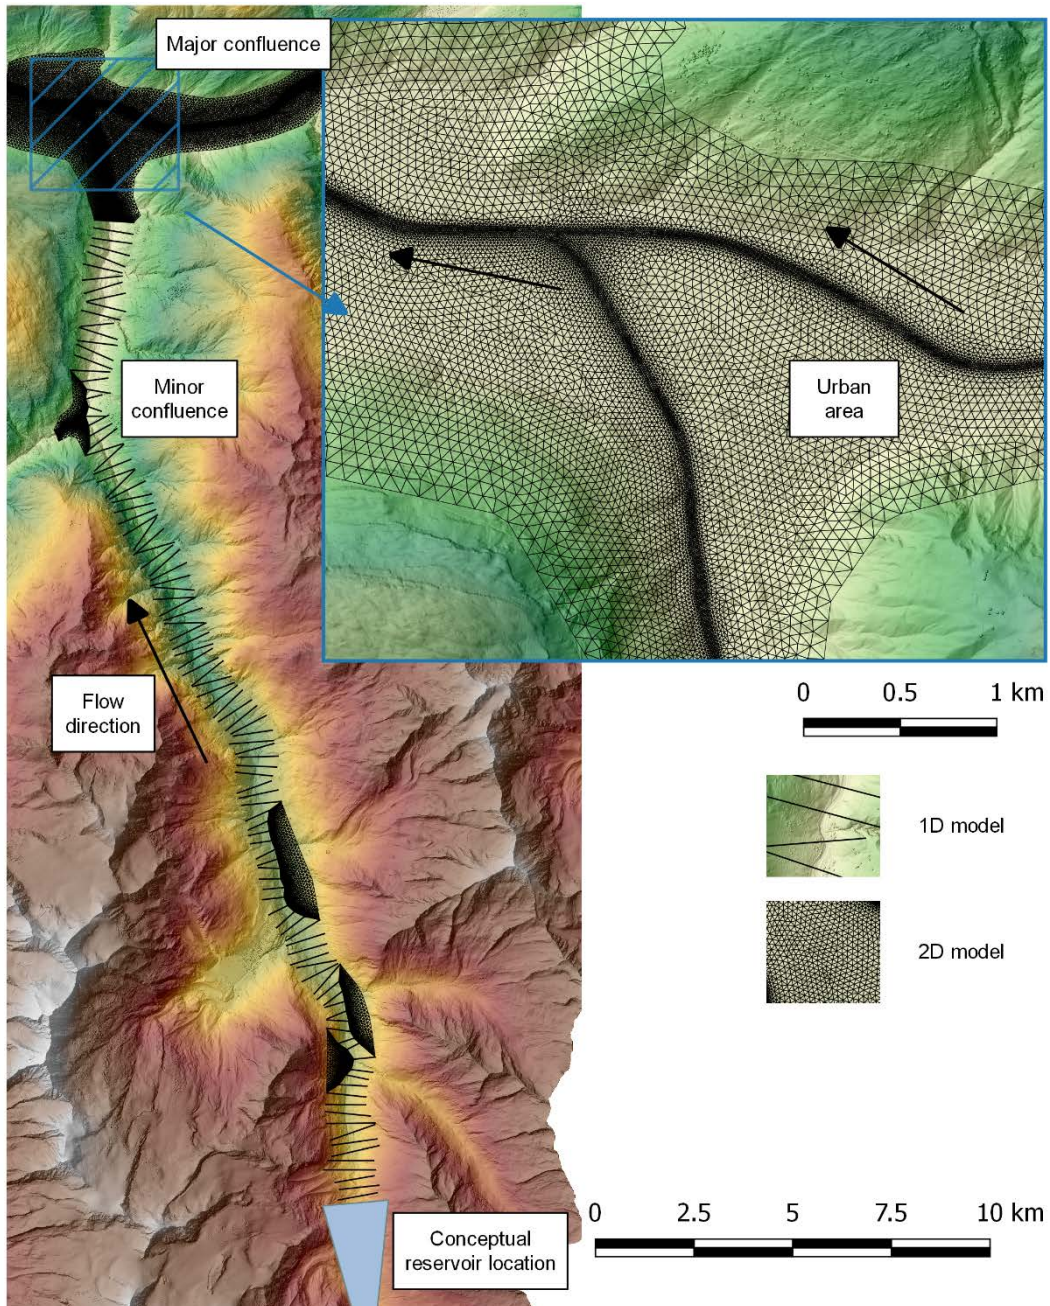 Major confluence
Minor
confluence
Urban
area
Flow
direction
0 0.5 1 km
1D model
2D model
0 2.5 5 7.5 10 km
Conceptual
reservoir location